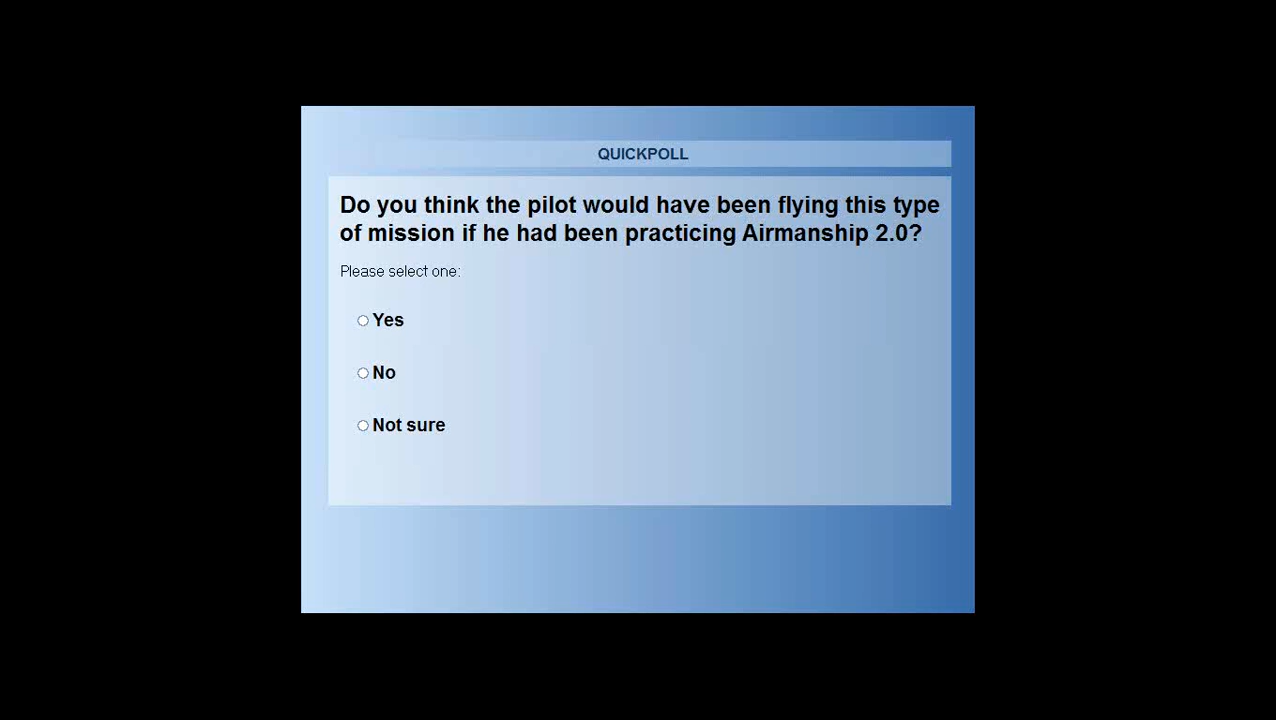 QUICKPOLL
Do you think the pilot would have been flying this type
of mission if he had been practicing Airmanship 2.0?
Please select one:
Yes
No
Not sure